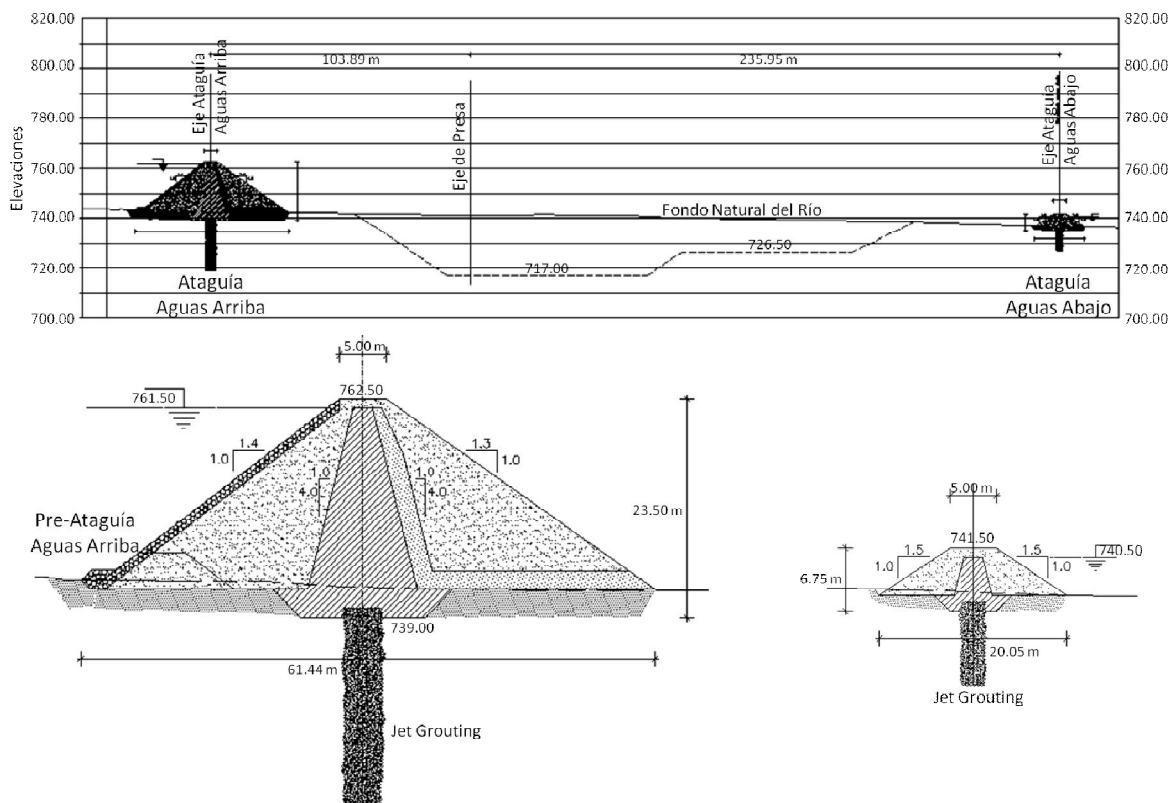 820.00
800.00
780.00
760.00
740.00
720.00
700.00
Elevaciones
820.00
800.00
780.00
760.00
740.00
720.00
700.00
103.89 m
235.95 m
Eje Ataguía
Aguas Arriba
Eje de Presa
Eje Ataguía
Aguas Abajo
Fondo Natural del Río
717.00
726.50
Ataguía
Aguas Arriba
Ataguía
Aguas Abajo
5.00 m
762.50
761.50
1.4
1.0
1.3
1.0
1.0
4.0
1.0
4.0
23.50 m
Pre-Ataguía
Aguas Arriba
739.00
61.44 m
Jet Grouting
5.00 m
741.50
740.50
1.5
1.0
1.5
1.0
6.75 m
20.05 m
Jet Grouting